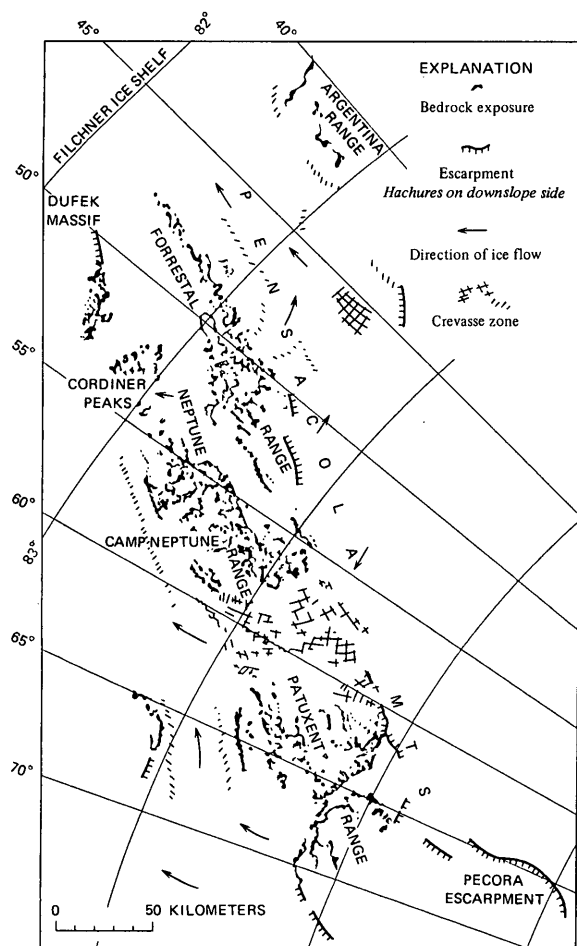 45°
82°
40°
FILCHNER ICE SHELF
ARGENTINA
RANGE
EXPLANATION
Bedrock exposure
Escarpment
Hachures on downslope side
Direction of ice flow
Crevasse zone
50°
DUFEK
MASSIF
FORRESTAL
RANGE
PENSACOLA
MTS
55°
CORDINER
PEAKS
NEPTUNE
RANGE
60°
83°
CAMP NEPTUNE
65°
PATUXENT
RANGE
70°
PECORA
ESCARPMENT
0 50 KILOMETERS